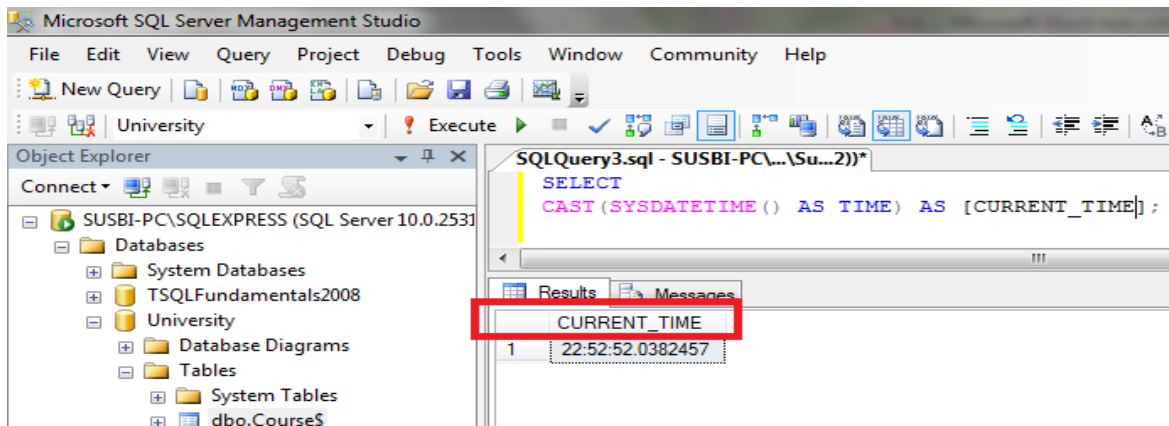 Microsoft SQL Server Management Studio
File Edit View Query Project Debug Tools Window Community Help
New Query
University Execute
Object Explorer
Connect
SUSBI-PC\SQLEXPRESS (SQL Server 10.0.2531
Databases
System Databases
TSQLFundamentals2008
University
Database Diagrams
Tables
System Tables
dbo.Course$
SQLQuery3.sql - SUSBI-PC\...\Su...2))*
SELECT
CAST(SYSDATETIME() AS TIME) AS [CURRENT_TIME];
Results Messages
CURRENT_TIME
1 22:52:52.0382457